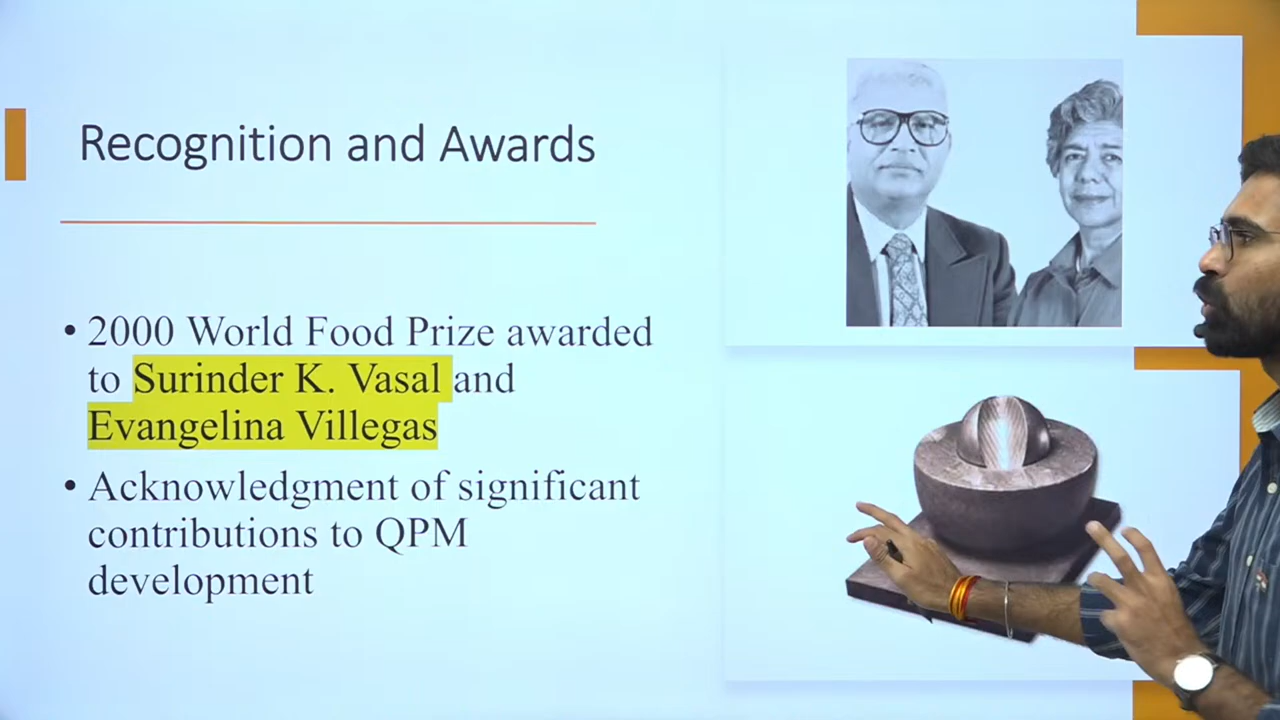 Recognition and Awards
• 2000 World Food Prize awarded
to Surinder K. Vasal and
Evangelina Villegas
• Acknowledgment of significant
contributions to QPM
development